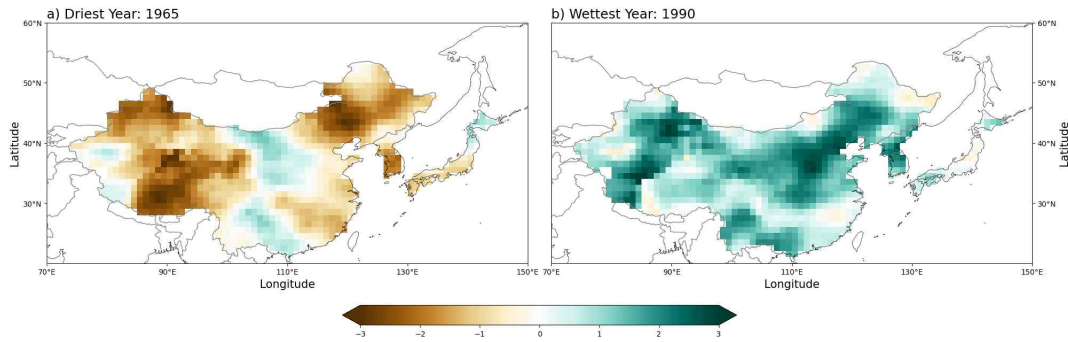 a) Driest Year: 1965
b) Wettest Year: 1990
60°N
50°N
40°N
30°N
Latitude
70°E
90°E
110°E
130°E
150°E
Longitude
70°E
90°E
110°E
130°E
150°E
Longitude
60°N
50°N
40°N
30°N
Latitude
−3
−2
−1
0
1
2
3